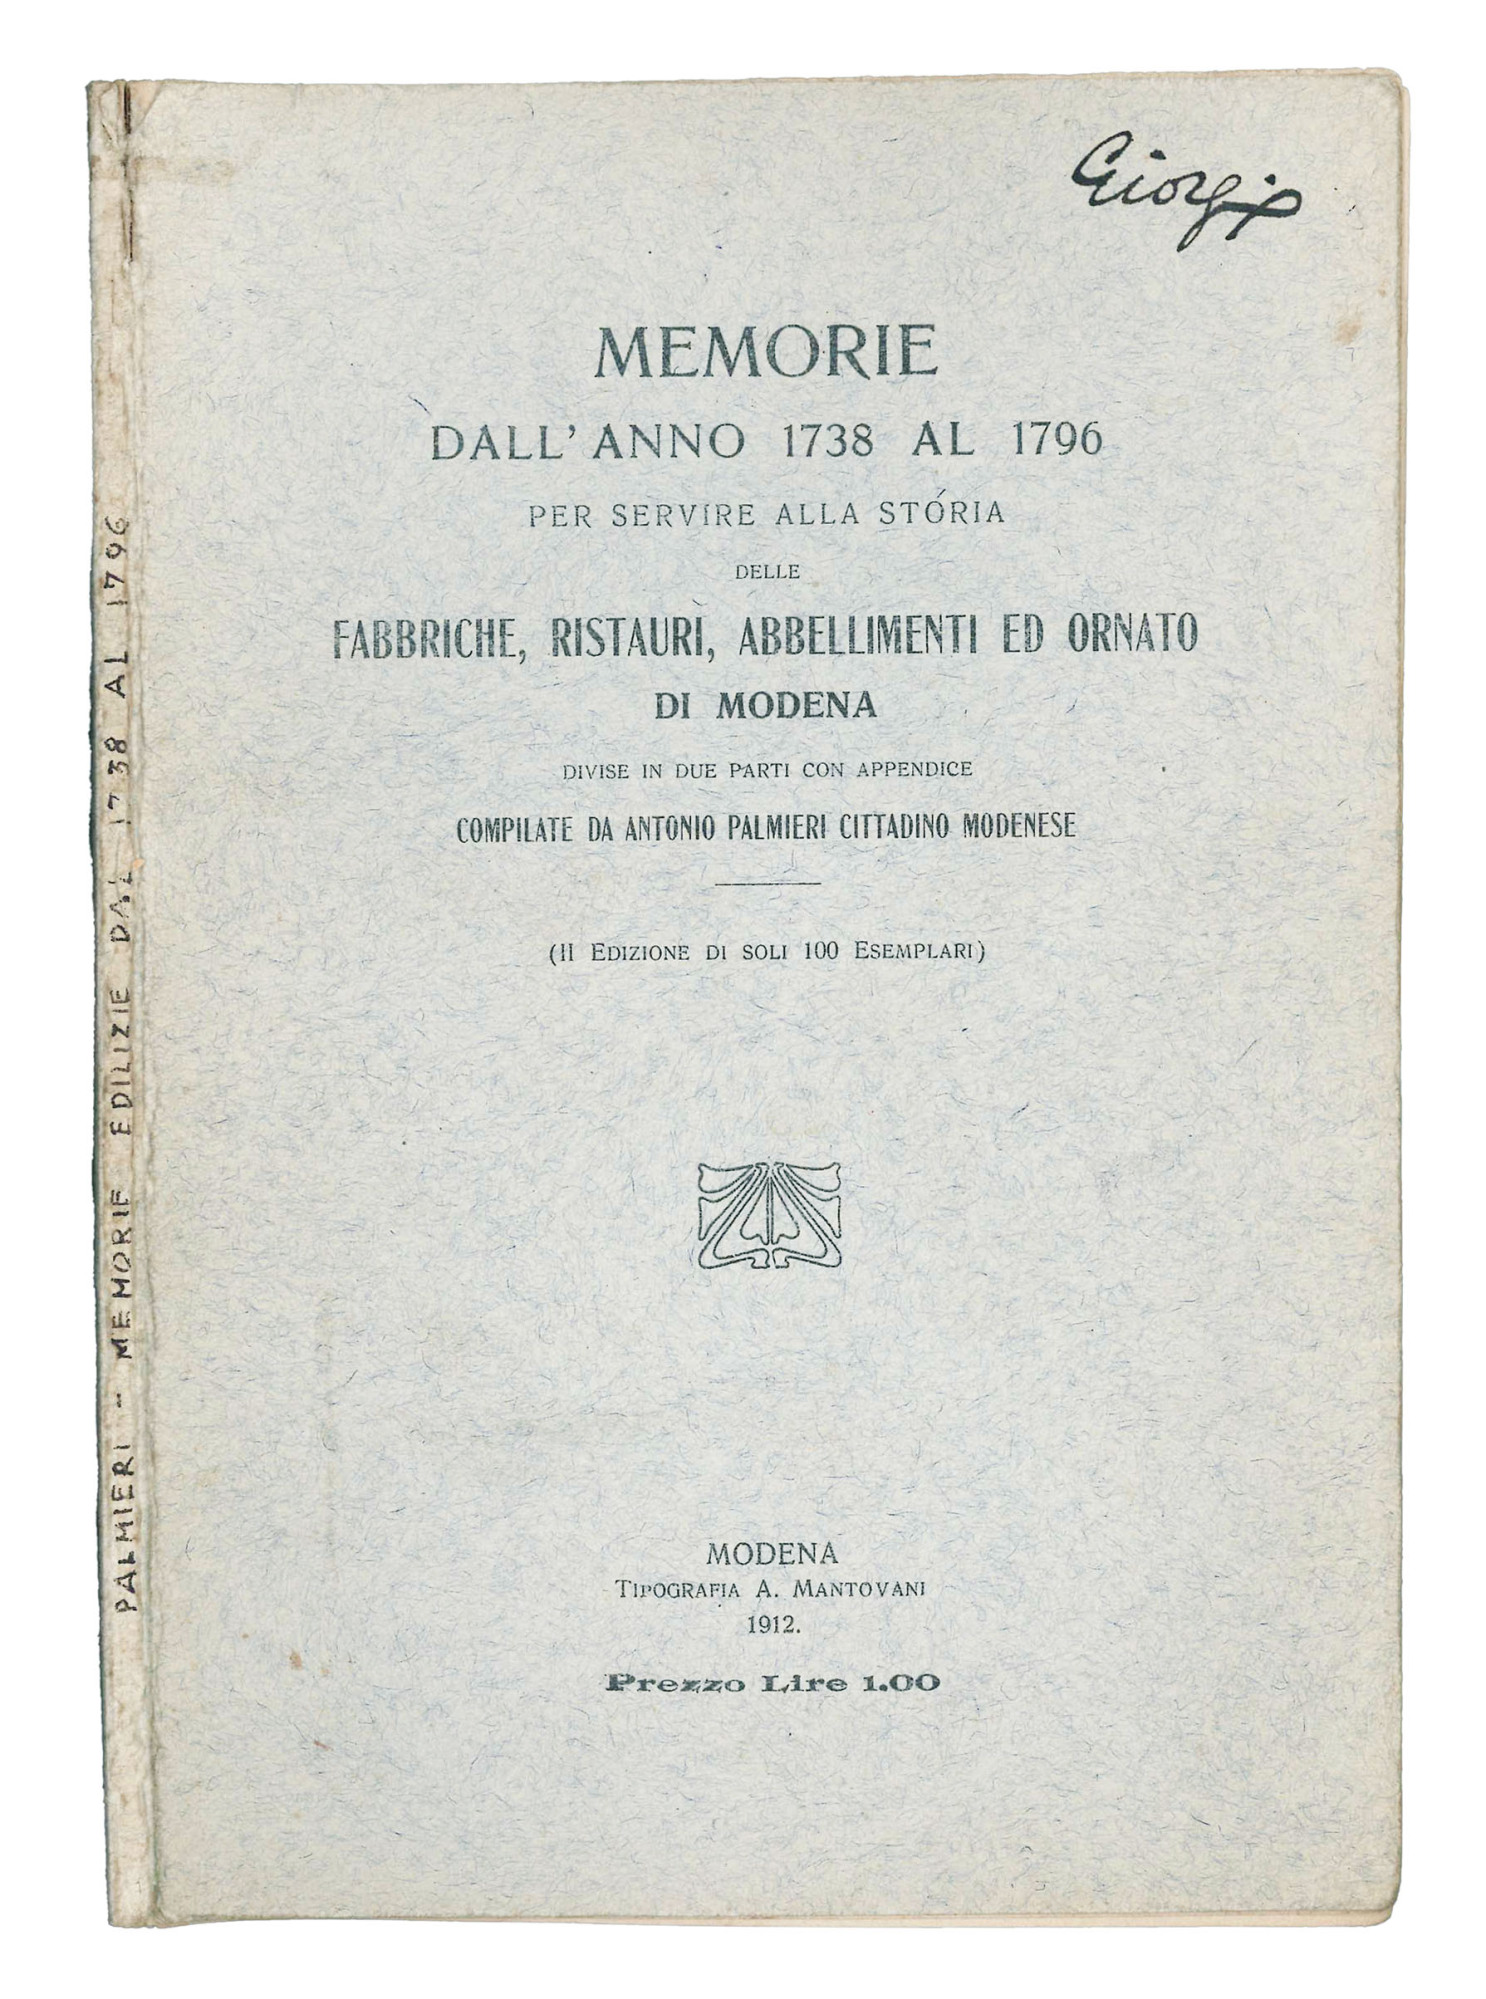 Giorgi
MEMORIE
DALL' ANNO 1738 AL 1796
PER SERVIRE ALLA STORIA
DELLE
FABBRICHE, RISTAURI, ABBELLIMENTI ED ORNATO
DI MODENA
DIVISE IN DUE PARTI CON APPENDICE
COMPILATE DA ANTONIO PALMIERI CITTADINO MODENESE
(II EDIZIONE DI SOLI 100 ESEMPLARI)
MODENA
TIPOGRAFIA A. MANTOVANI
1912.
Prezzo Lire 1.00
PALMIERI - MEMORIE EDILIZIE DAL 1738 AL 1796